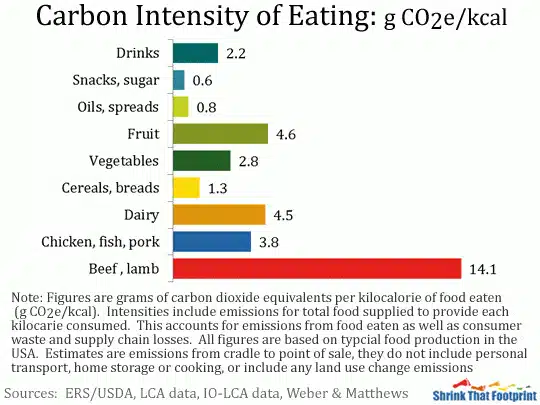 Carbon Intensity of Eating: g CO2e/kcal
Drinks 2.2
Snacks, sugar 0.6
Oils, spreads 0.8
Fruit 4.6
Vegetables 2.8
Cereals, breads 1.3
Dairy 4.5
Chicken, fish, pork 3.8
Beef , lamb 14.1
Note: Figures are grams of carbon dioxide equivalents per kilocalorie of food eaten
(g CO2e/kcal). Intensities include emissions for total food supplied to provide each
kilocarie consumed. This accounts for emissions from food eaten as well as consumer
waste and supply chain losses. All figures are based on typcial food production in the
USA. Estimates are emissions from cradle to point of sale, they do not include personal
transport, home storage or cooking, or include any land use change emissions
Sources: ERS/USDA, LCA data, IO-LCA data, Weber & Matthews
Shrink That Footprint